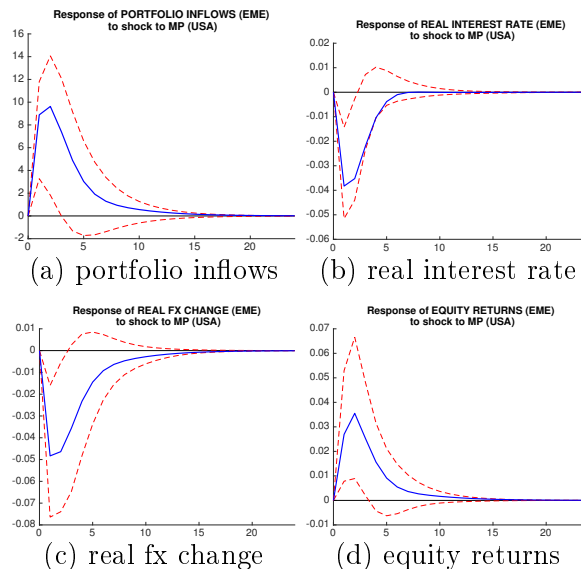 Response of PORTFOLIO INFLOWS (EME)
to shock to MP (USA)
16
14
12
10
8
6
4
2
0
-2
0 5 10 15 20
(a) portfolio inflows
Response of REAL INTEREST RATE (EME)
to shock to MP (USA)
0.02
0.01
0
-0.01
-0.02
-0.03
-0.04
-0.05
-0.06
0 5 10 15 20
(b) real interest rate
Response of REAL FX CHANGE (EME)
to shock to MP (USA)
0.01
0
-0.01
-0.02
-0.03
-0.04
-0.05
-0.06
-0.07
-0.08
0 5 10 15 20
(c) real fx change
Response of EQUITY RETURNS (EME)
to shock to MP (USA)
0.07
0.06
0.05
0.04
0.03
0.02
0.01
0
-0.01
0 5 10 15 20
(d) equity returns